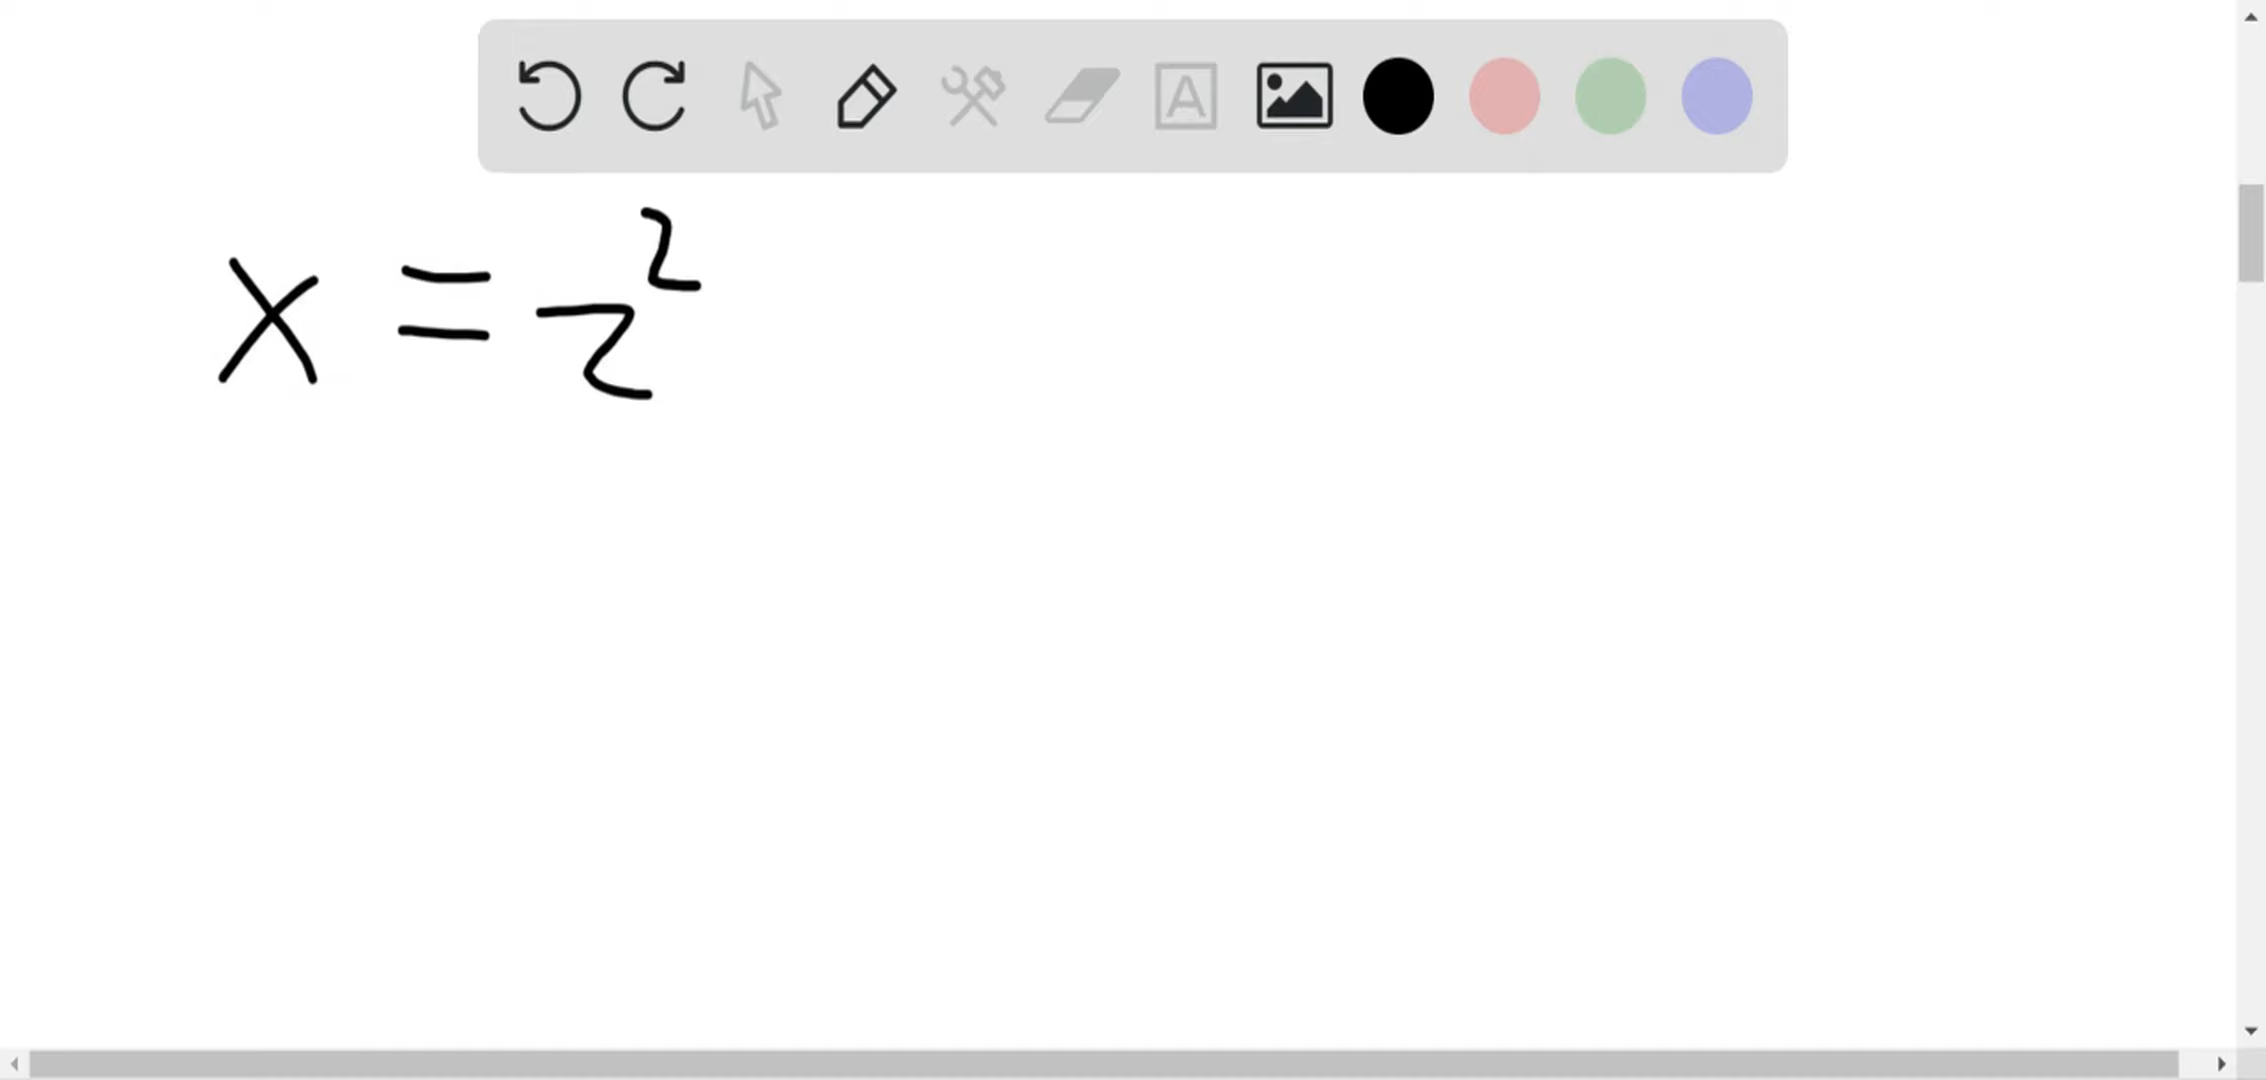 x = z²
A